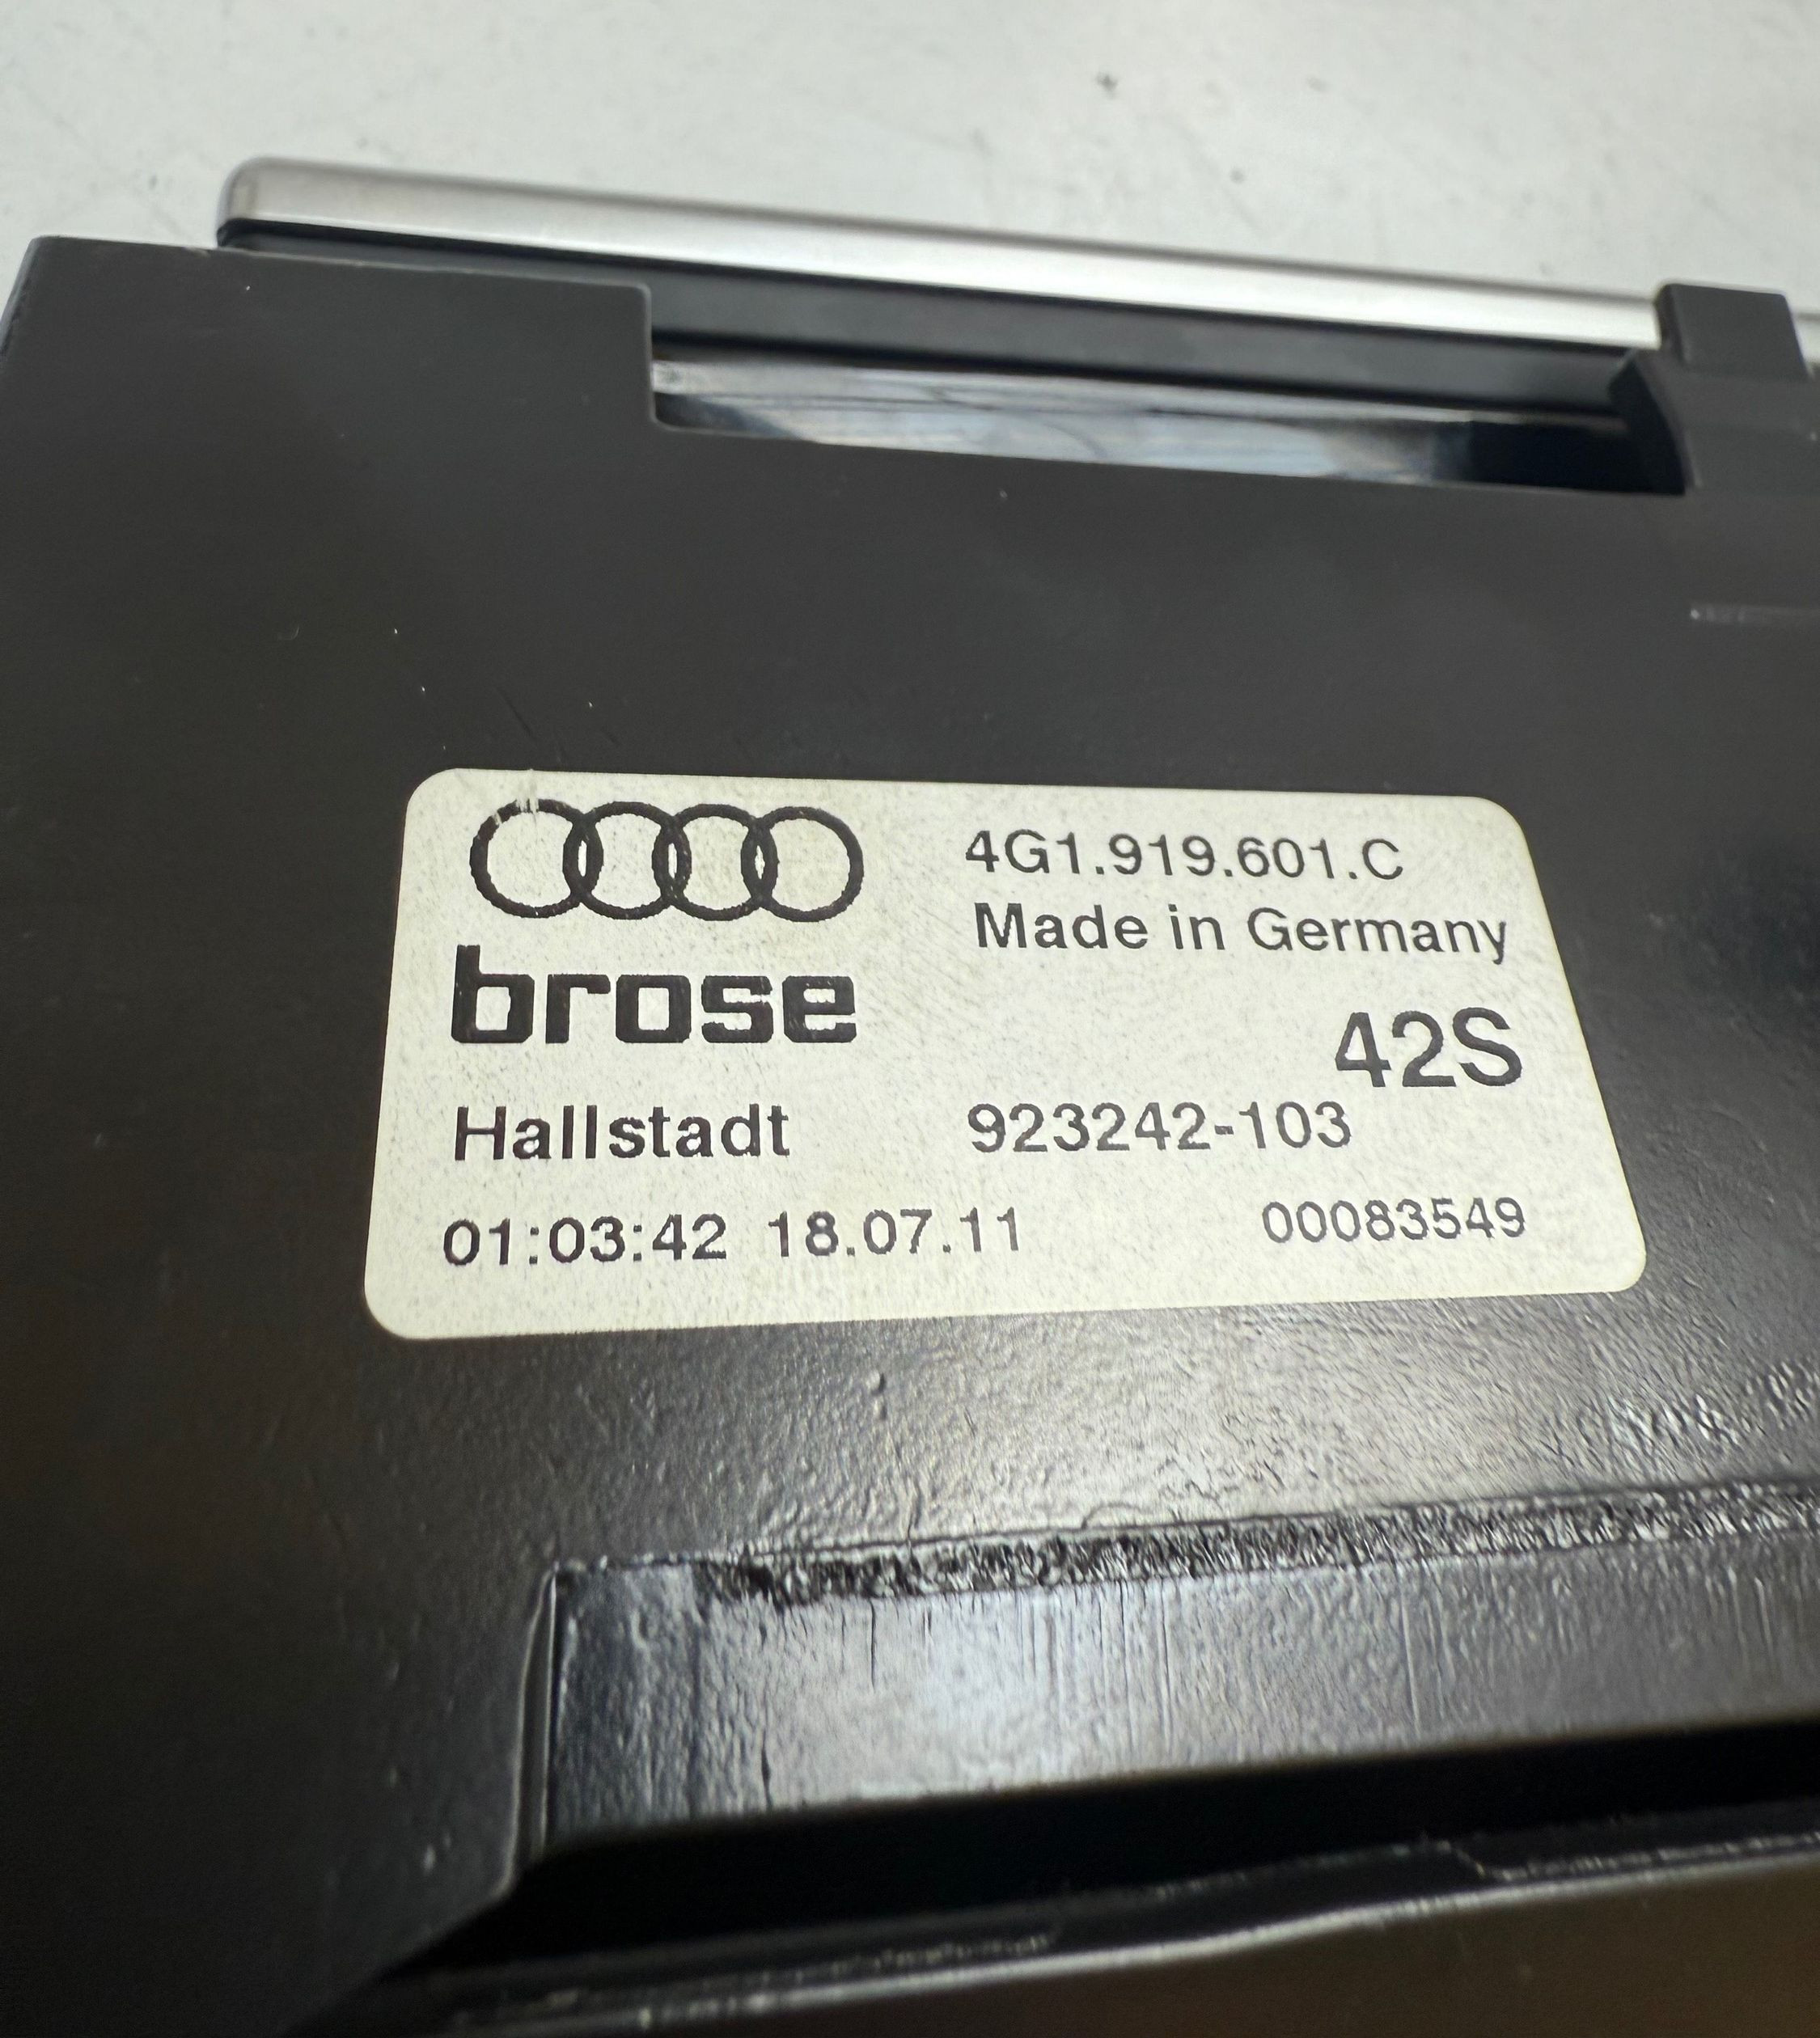 4G1.919.601.C
Made in Germany
brose
42S
Hallstadt 923242-103
01:03:42 18.07.11 00083549